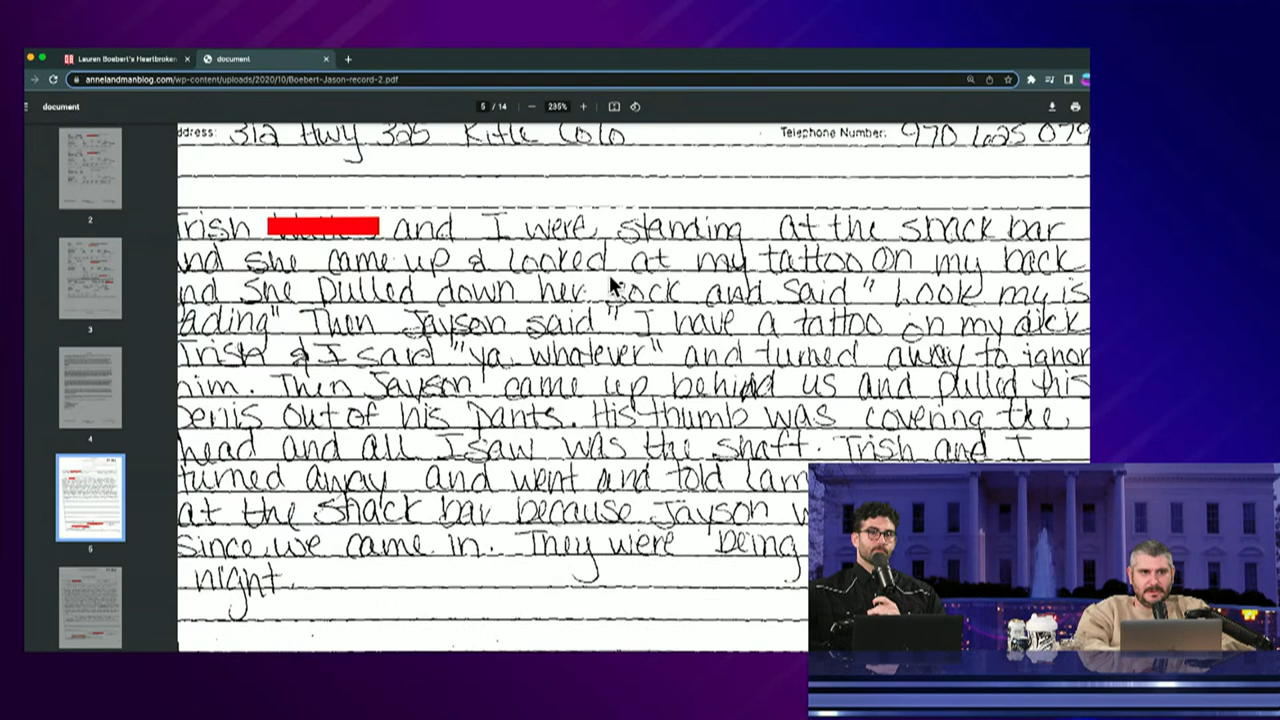 Lauren Boebert's Heartbroken
document
annelandmanblog.com/wp-content/uploads/2020/10/Boebert-Jason-record-2.pdf
document
5 / 14
235%
ddress: 312 Hwy 325 Rifle Colo Telephone Number: 970 625 079
Trish and I were standing at the snack bar
and she came up & looked at my tattoo on my back
nd she pulled down her sock and said " Look my is
ading" Then Jayson said " I have a tattoo on my dick
Trish & I said "ya whatever" and turned away to ignor
him. Then Jayson came up behind us and pulled his
penis out of his pants. His thumb was covering the
head and all I saw was the shaft. Trish and I
turned away and went and told Larr
at the snack bar because Jayson w
since we came in. They were being
night.
2
3
4
5